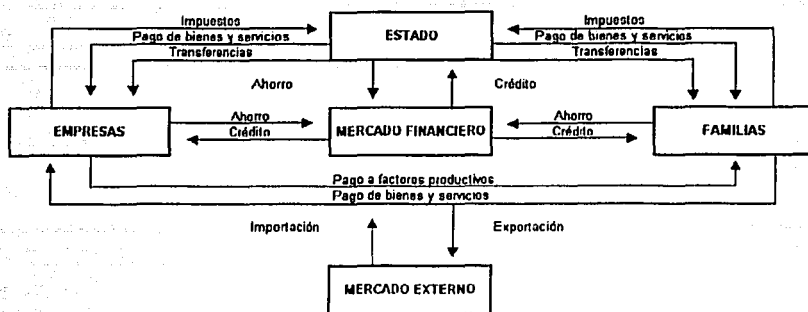 Impuestos
Pago de bienes y servicios
Transferencias
ESTADO
Impuestos
Pago de bienes y servicios
Transferencias
Ahorro
Crédito
EMPRESAS
Ahorro
Crédito
MERCADO FINANCIERO
Ahorro
Crédito
FAMILIAS
Pago a factores productivos
Pago de bienes y servicios
Importación
Exportación
MERCADO EXTERNO